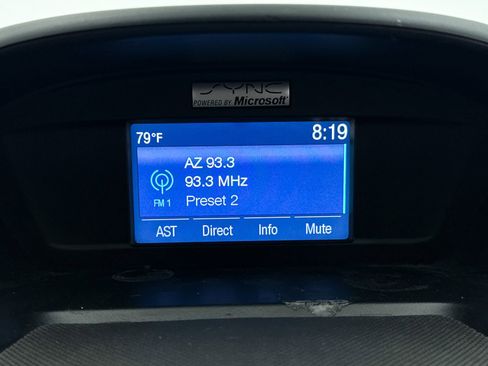 SYNC
POWERED BY Microsoft
79°F 8:19
AZ 93.3
93.3 MHz
FM 1 Preset 2
AST Direct Info Mute